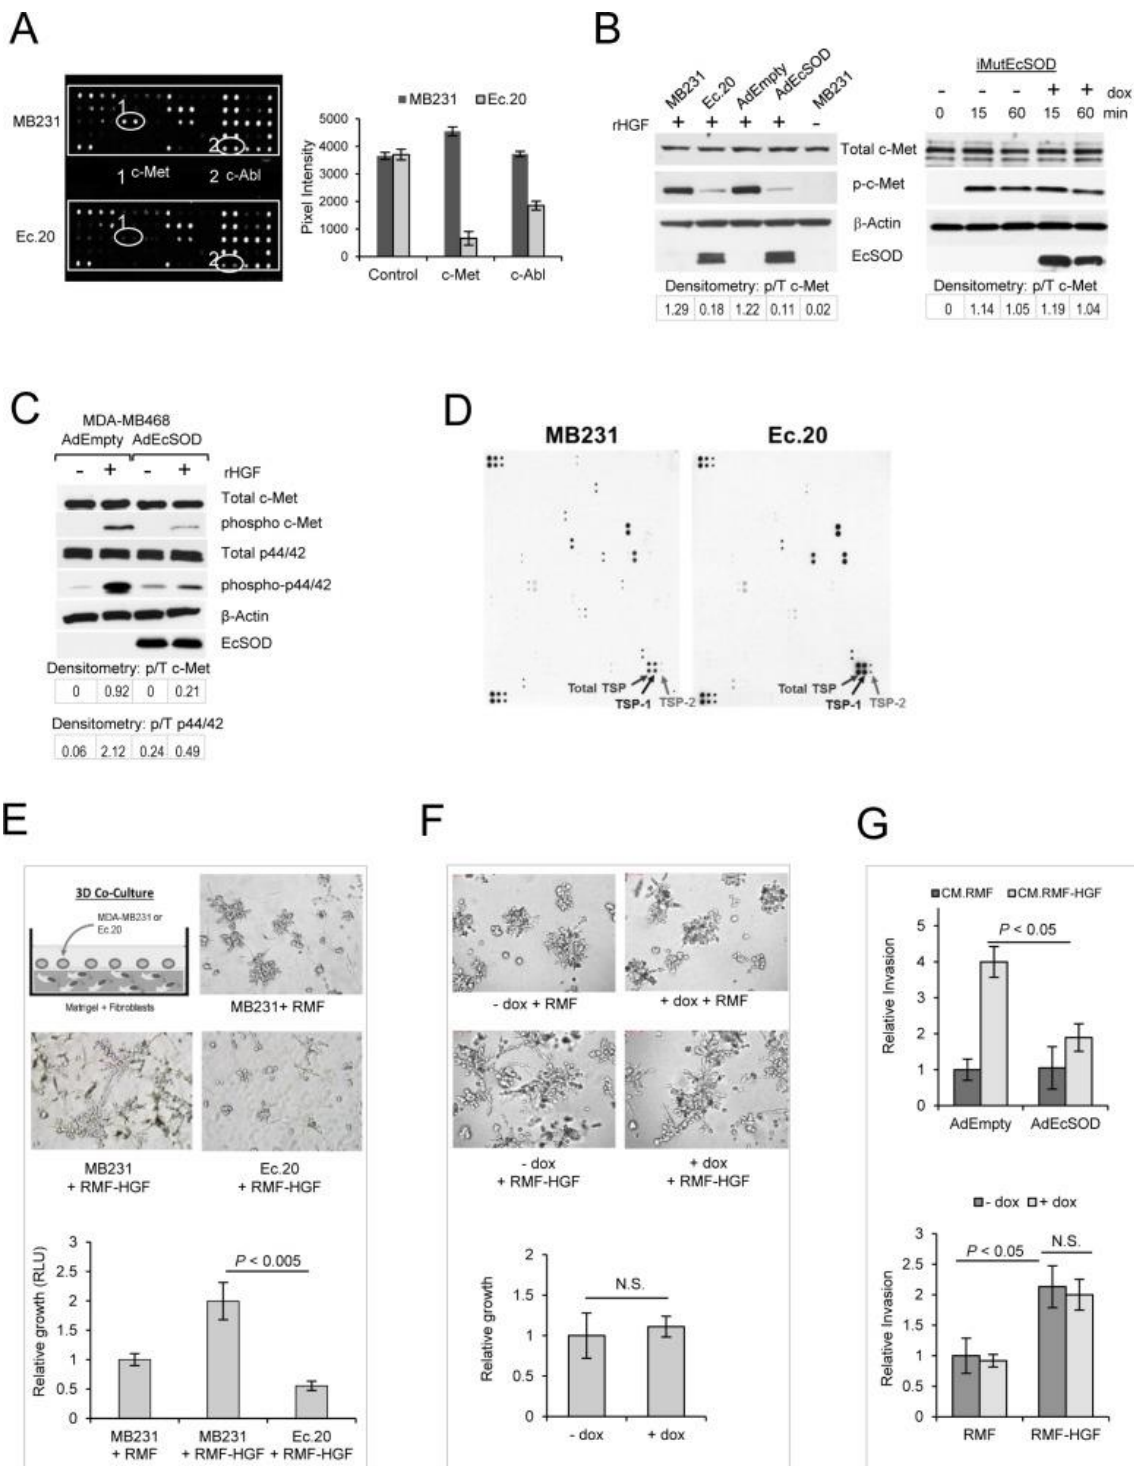 A
MB231
1
2
1 c-Met 2 c-Abl
1
Ec.20
2
MB231 Ec.20
Pixel Intensity
5000
4000
3000
2000
1000
0
Control c-Met c-Abl
B
MB231 Ec.20 AdEmpty AdEcSOD MB231
rHGF + + + + -
iMutEcSOD
- - - + + dox
0 15 60 15 60 min
Total c-Met
p-c-Met
β-Actin
EcSOD
Densitometry: p/T c-Met
1.29 0.18 1.22 0.11 0.02
Densitometry: p/T c-Met
0 1.14 1.05 1.19 1.04
C
MDA-MB468
AdEmpty AdEcSOD
- + - + rHGF
Total c-Met
phospho c-Met
Total p44/42
phospho-p44/42
β-Actin
EcSOD
Densitometry: p/T c-Met
0 0.92 0 0.21
Densitometry: p/T p44/42
0.06 2.12 0.24 0.49
D
MB231 Ec.20
Total TSP
TSP-1 TSP-2
Total TSP
TSP-1 TSP-2
E
3D Co-Culture
MDA-MB231 or
Ec.20
Matrigel + Fibroblasts
MB231+ RMF
MB231
+ RMF-HGF
Ec.20
+ RMF-HGF
Relative growth (RLU)
3
2.5
2
1.5
1
0.5
0
P < 0.005
MB231
+ RMF
MB231
+ RMF-HGF
Ec.20
+ RMF-HGF
F
- dox + RMF
+ dox + RMF
- dox
+ RMF-HGF
+ dox
+ RMF-HGF
Relative growth
2
1.5
1
0.5
0
N.S.
- dox + dox
G
CM.RMF CM.RMF-HGF
Relative Invasion
5
4
3
2
1
0
P < 0.05
AdEmpty AdEcSOD
- dox + dox
Relative Invasion
3
2.5
2
1.5
1
0.5
0
P < 0.05
N.S.
RMF RMF-HGF